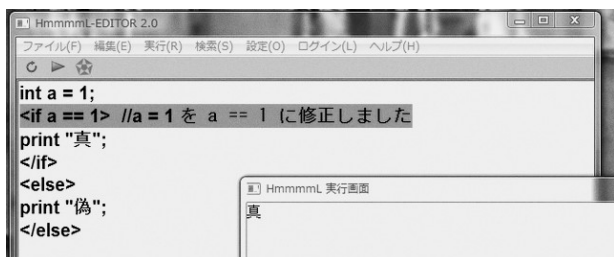 HmmmmL-EDITOR 2.0
ファイル(F) 編集(E) 実行(R) 検索(S) 設定(O) ログイン(L) ヘルプ(H)
int a = 1;
<if a == 1> //a = 1 を a == 1 に修正しました
print "真";
</if>
<else>
print "偽";
</else>
HmmmmL 実行画面
真